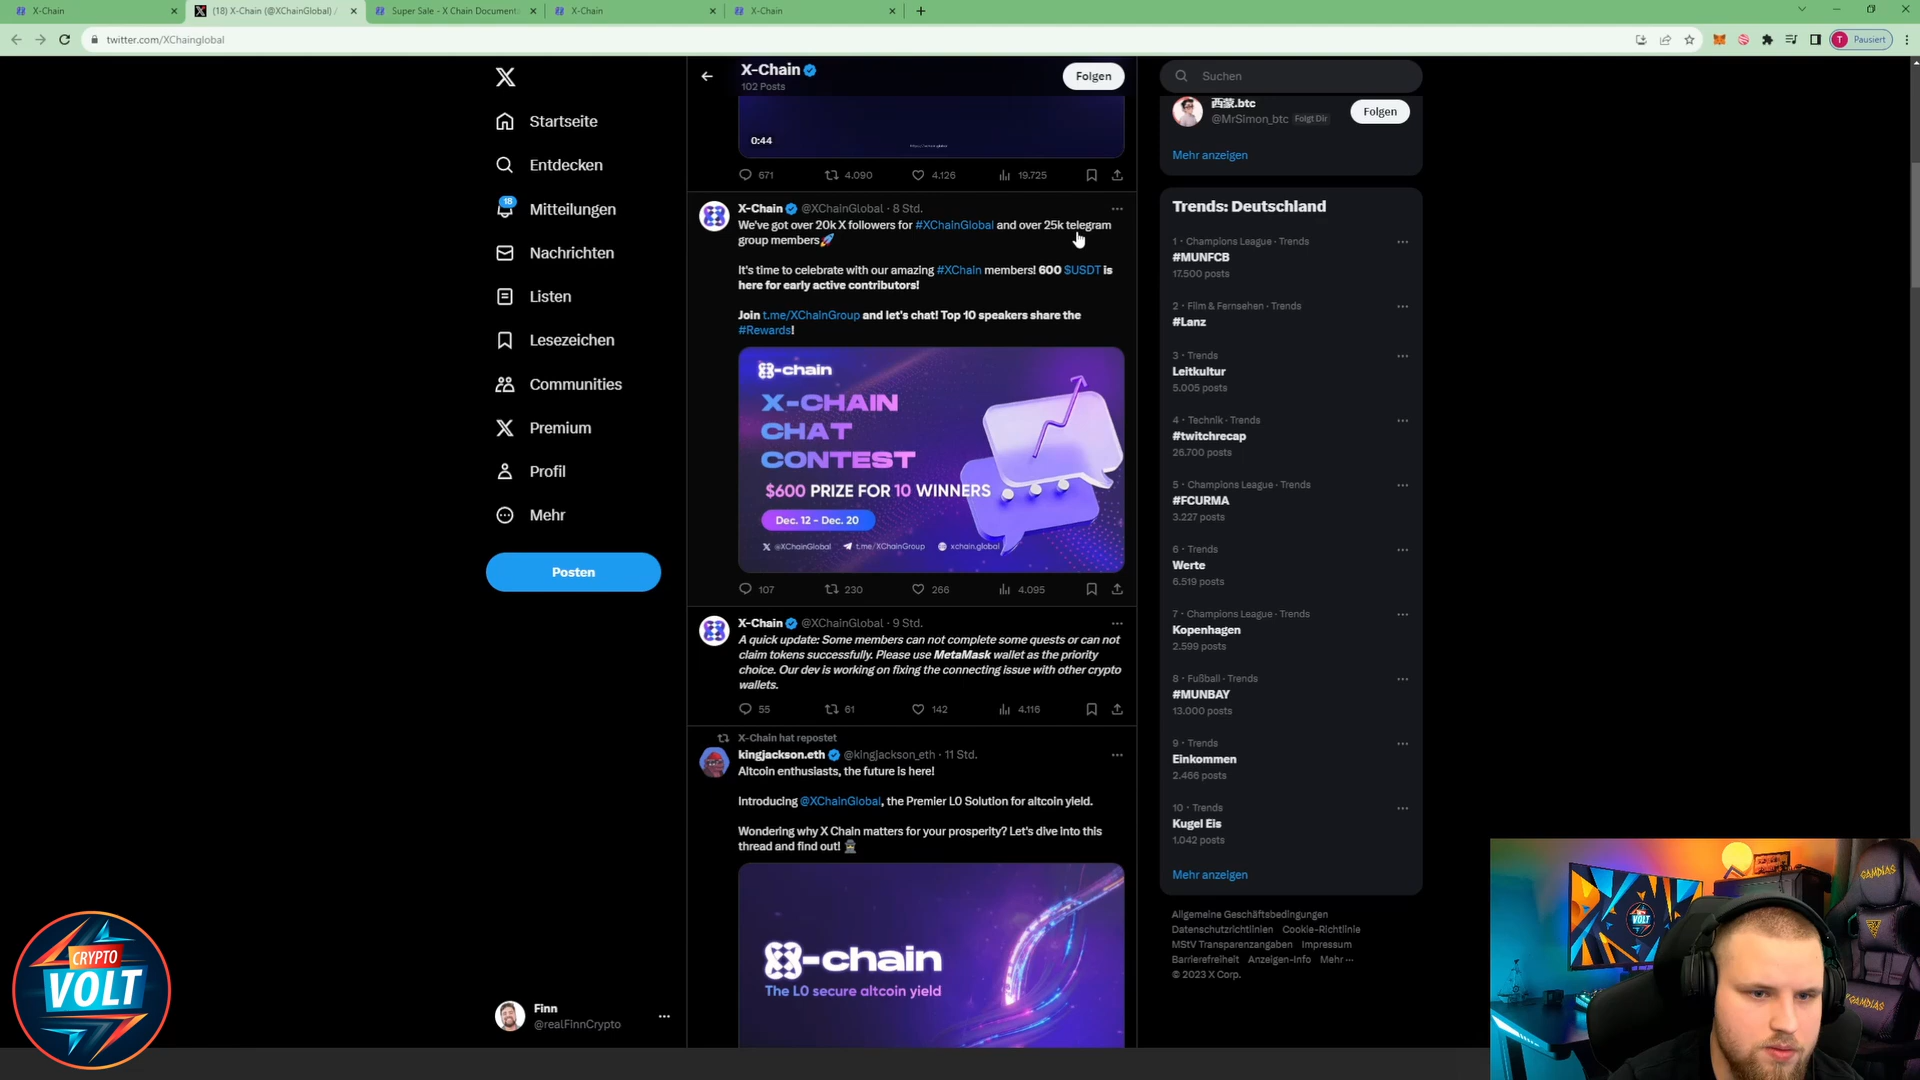 X-Chain
(18) X-Chain (@XChainGlobal) /
Super Sale - X Chain Document
X-Chain
X-Chain
twitter.com/XChainglobal
T
Pausiert
Startseite
Entdecken
18
Mitteilungen
Nachrichten
Listen
Lesezeichen
Communities
Premium
Profil
Mehr
Posten
Finn
@realFinnCrypto
CRYPTO
VOLT
X-Chain
102 Posts
Folgen
0:44
671 4.090 4.126 19.725
X-Chain @XChainGlobal · 8 Std.
We've got over 20k X followers for #XChainGlobal and over 25k telegram
group members🚀
It's time to celebrate with our amazing #XChain members! 600 $USDT is
here for early active contributors!
Join t.me/XChainGroup and let's chat! Top 10 speakers share the
#Rewards!
-chain
X-CHAIN
CHAT
CONTEST
$600 PRIZE FOR 10 WINNERS
Dec. 12 - Dec. 20
@XChainGlobal t.me/XChainGroup xchain.global
107 230 266 4.095
X-Chain @XChainGlobal · 9 Std.
A quick update: Some members can not complete some quests or can not
claim tokens successfully. Please use MetaMask wallet as the priority
choice. Our dev is working on fixing the connecting issue with other crypto
wallets.
55 61 142 4.116
X-Chain hat repostet
kingjackson.eth @kingjackson_eth · 11 Std.
Altcoin enthusiasts, the future is here!
Introducing @XChainGlobal, the Premier L0 Solution for altcoin yield.
Wondering why X Chain matters for your prosperity? Let's dive into this
thread and find out!
-chain
The L0 secure altcoin yield
Suchen
西蒙.btc
@MrSimon_btc Folgt Dir
Folgen
Mehr anzeigen
Trends: Deutschland
1 · Champions League · Trends
#MUNFCB
17.500 posts
2 · Film & Fernsehen · Trends
#Lanz
3 · Trends
Leitkultur
5.005 posts
4 · Technik · Trends
#twitchrecap
26.700 posts
5 · Champions League · Trends
#FCURMA
3.227 posts
6 · Trends
Werte
6.519 posts
7 · Champions League · Trends
Kopenhagen
2.599 posts
8 · Fußball · Trends
#MUNBAY
13.000 posts
9 · Trends
Einkommen
2.466 posts
10 · Trends
Kugel Eis
1.042 posts
Mehr anzeigen
Allgemeine Geschäftsbedingungen
Datenschutzrichtlinien Cookie-Richtlinie
MStV Transparenzangaben Impressum
Barrierefreiheit Anzeigen-Info Mehr ···
© 2023 X Corp.
VOLT
GAMDIAS
GAMDIAS